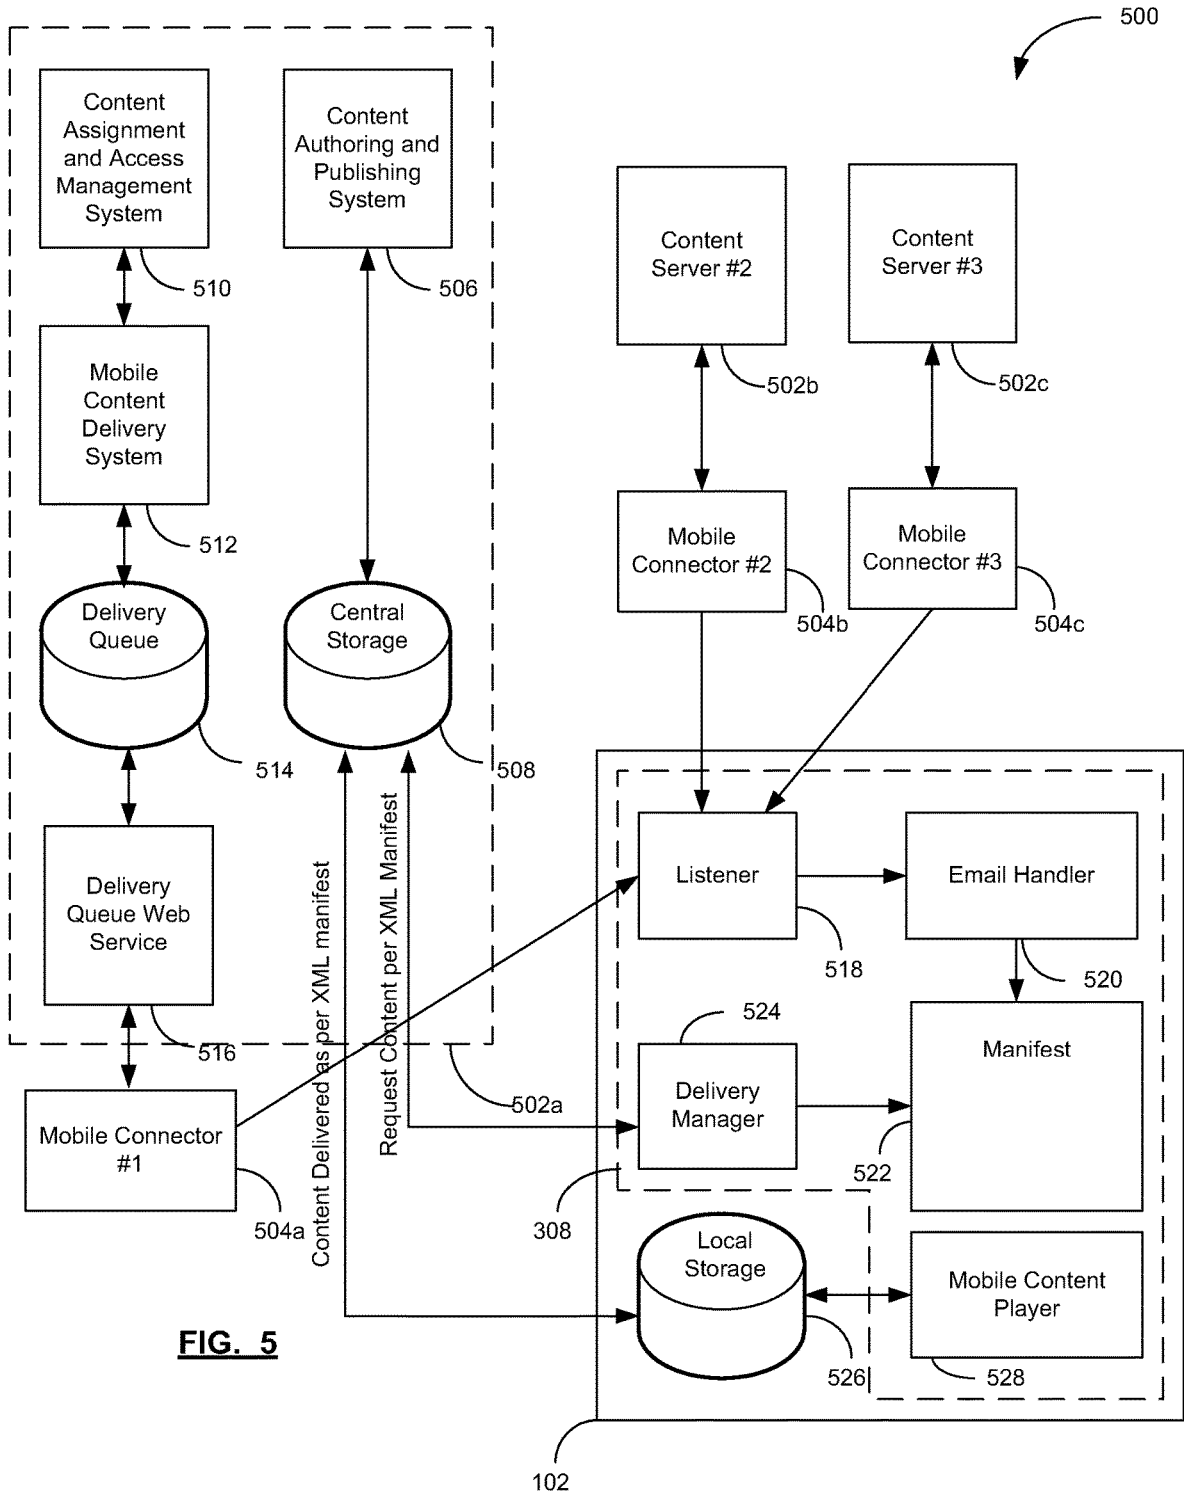 500
Content
Assignment
and Access
Management
System
510
Content
Authoring and
Publishing
System
506
Content
Server #2
502b
Content
Server #3
502c
Mobile
Content
Delivery
System
512
Mobile
Connector #2
504b
Mobile
Connector #3
504c
Delivery
Queue
514
Central
Storage
508
Delivery
Queue Web
Service
516
502a
Mobile Connector
#1
504a
Content Delivered as per XML manifest
Request Content per XML Manifest
Listener
518
Email Handler
520
524
Delivery
Manager
308
Manifest
522
Local
Storage
526
Mobile Content
Player
528
102
FIG. 5